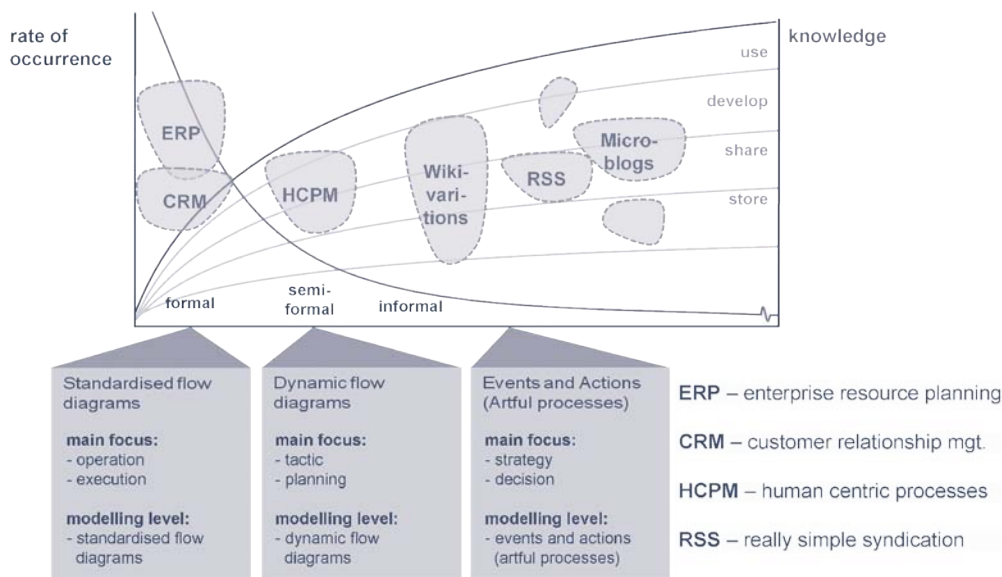 rate of
occurrence
knowledge
use
develop
share
store
ERP
CRM
HCPM
Wiki-
vari-
tions
RSS
Micro-
blogs
formal
semi-
formal
informal
Standardised flow
diagrams
main focus:
- operation
- execution
modelling level:
- standardised flow
diagrams
Dynamic flow
diagrams
main focus:
- tactic
- planning
modelling level:
- dynamic flow
diagrams
Events and Actions
(Artful processes)
main focus:
- strategy
- decision
modelling level:
- events and actions
(artful processes)
ERP – enterprise resource planning
CRM – customer relationship mgt.
HCPM – human centric processes
RSS – really simple syndication